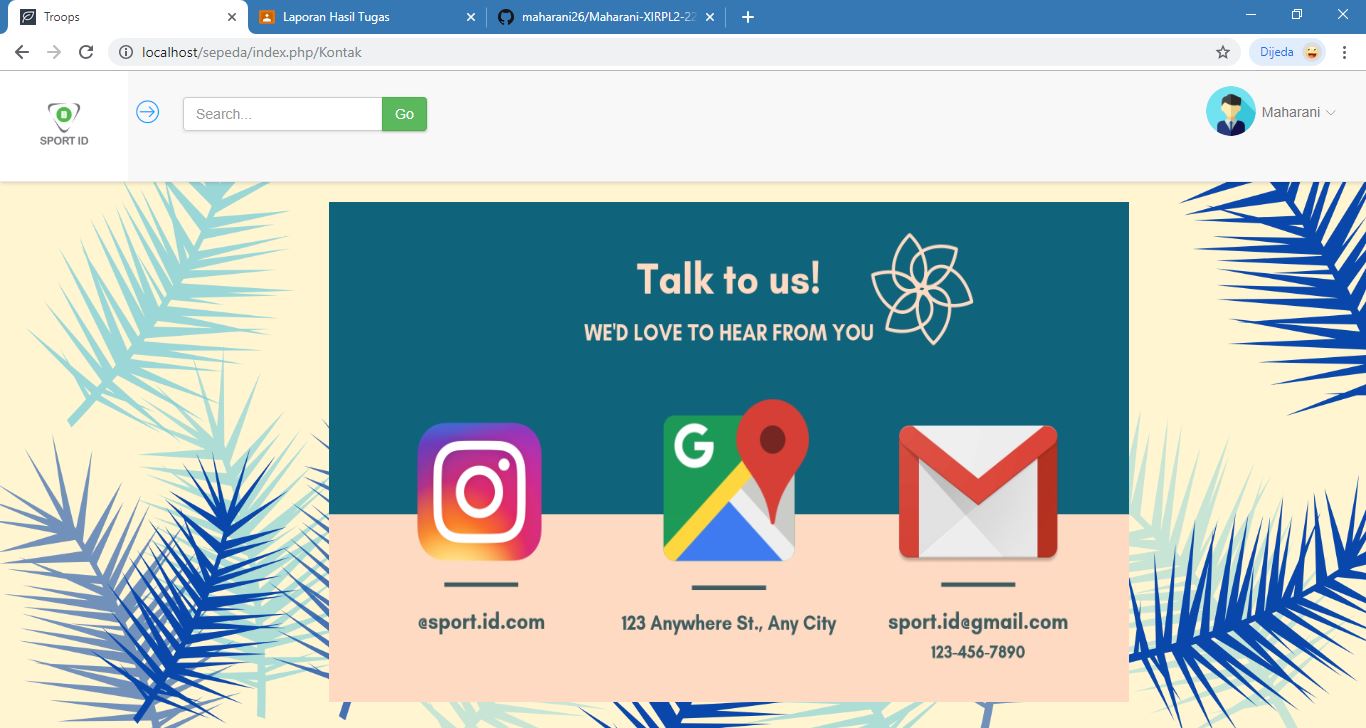 Troops
Laporan Hasil Tugas
maharani26/Maharani-XIRPL2-22
localhost/sepeda/index.php/Kontak
Dijeda
SPORT ID
Search...
Go
Maharani
Talk to us!
WE'D LOVE TO HEAR FROM YOU
G
@sport.id.com
123 Anywhere St., Any City
sport.id@gmail.com
123-456-7890